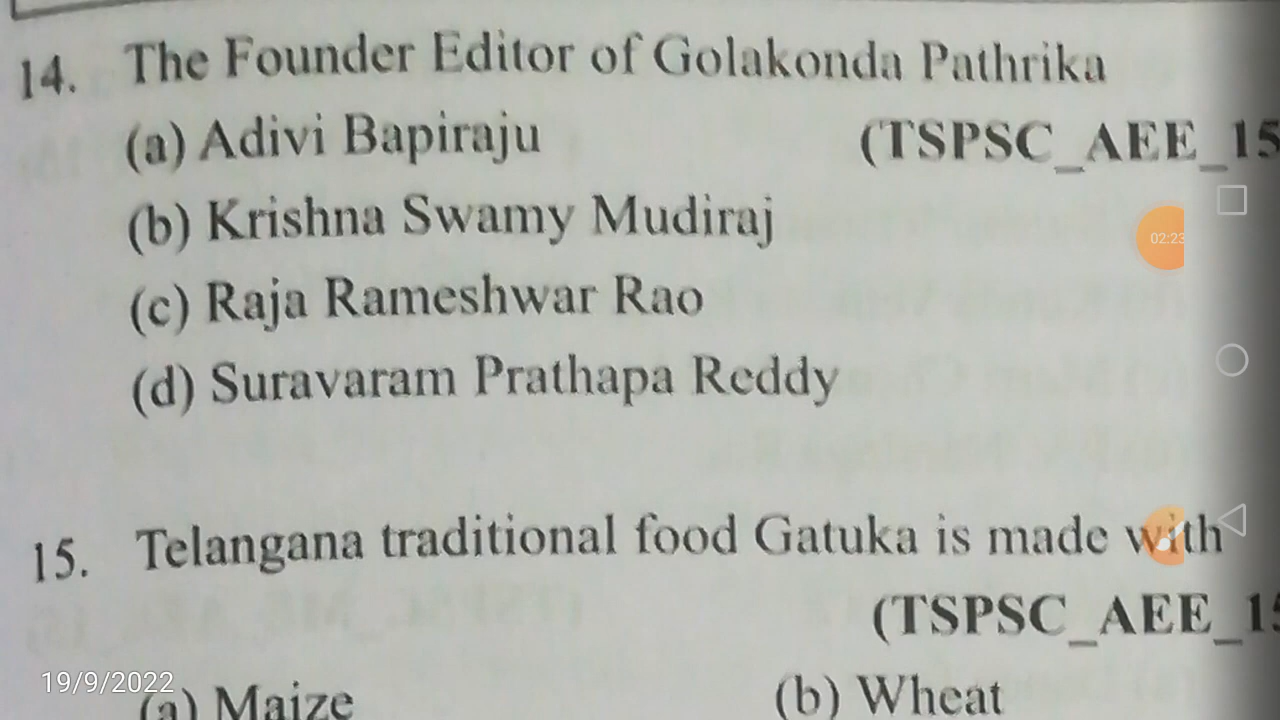 14. The Founder Editor of Golakonda Pathrika
(a) Adivi Bapiraju (TSPSC_AEE_15
(b) Krishna Swamy Mudiraj
02:23
(c) Raja Rameshwar Rao
(d) Suravaram Prathapa Reddy
15. Telangana traditional food Gatuka is made with
(TSPSC_AEE_15
19/9/2022
(a) Maize (b) Wheat